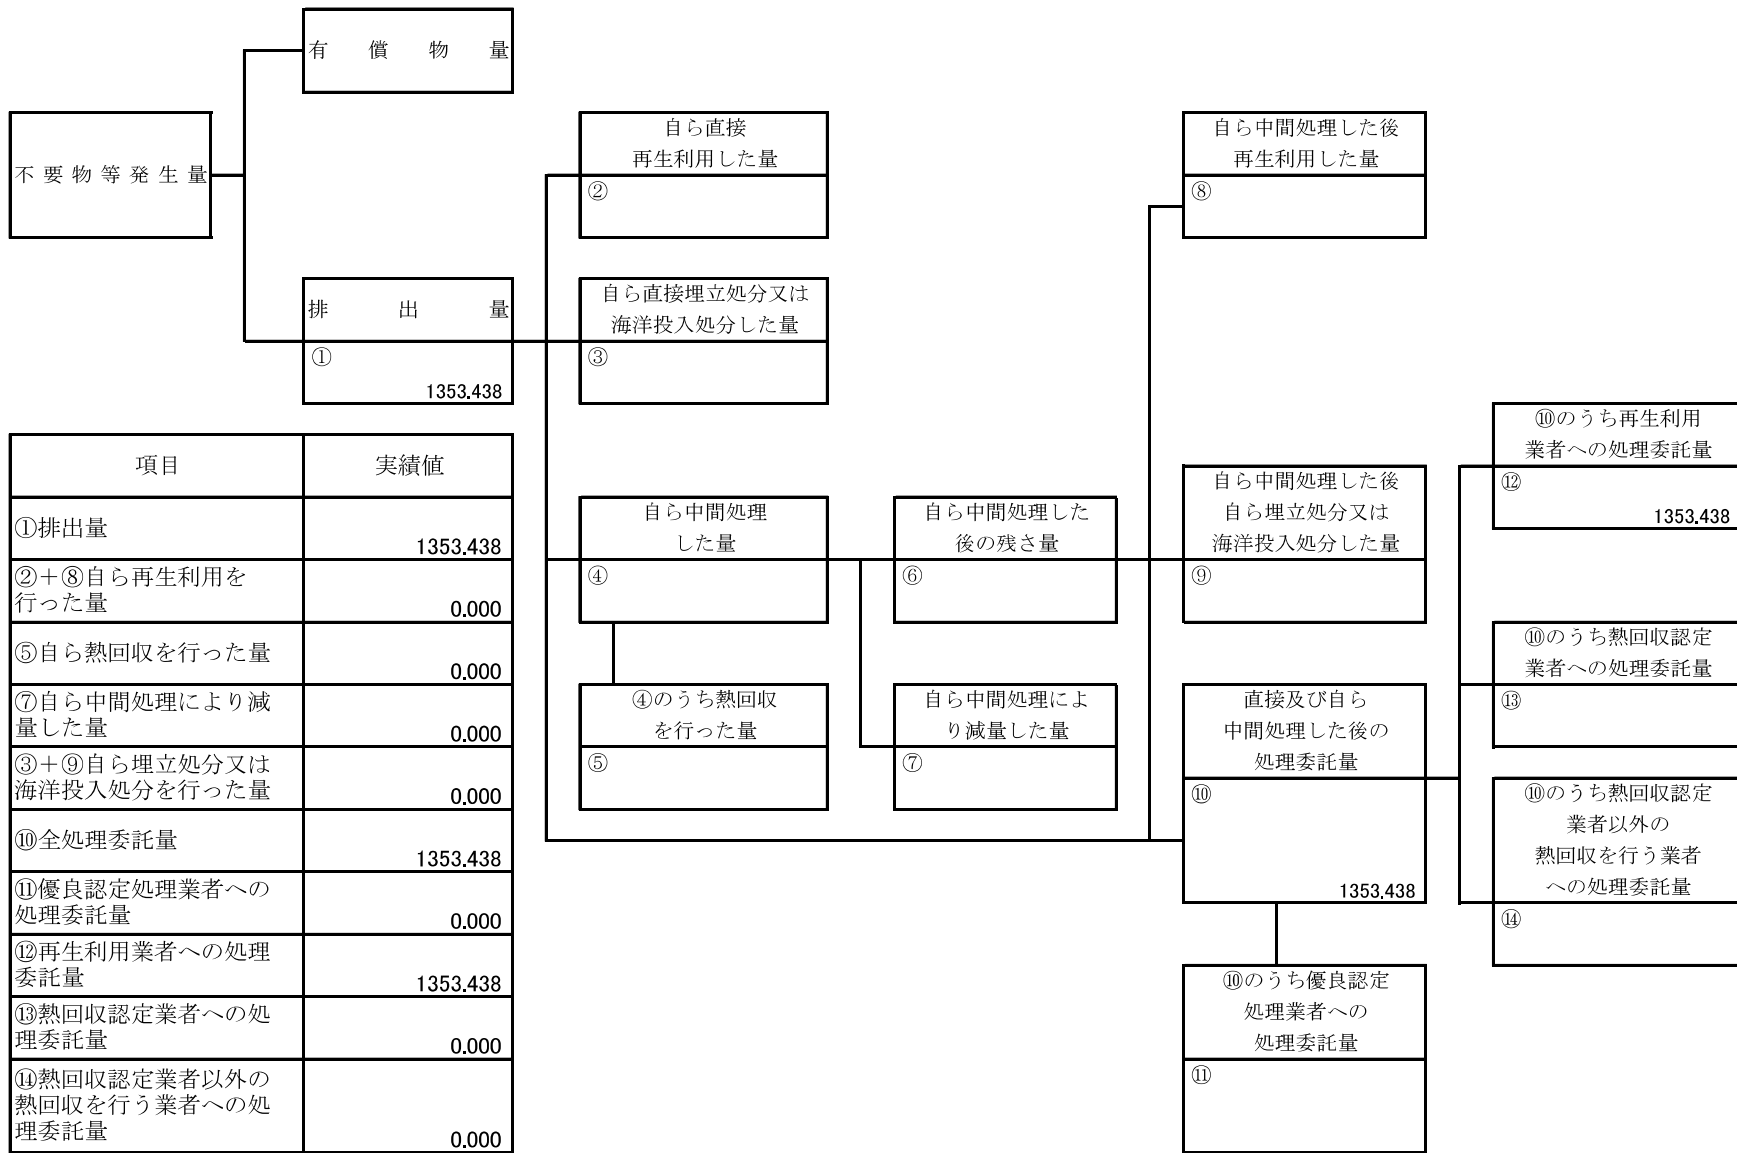 有償物量
不要物等発生量
排出量
①
1353.438
自ら直接
再生利用した量
②
自ら直接埋立処分又は
海洋投入処分した量
③
自ら中間処理
した量
④
④のうち熱回収
を行った量
⑤
自ら中間処理した
後の残さ量
⑥
自ら中間処理によ
り減量した量
⑦
自ら中間処理した後
再生利用した量
⑧
自ら中間処理した後
自ら埋立処分又は
海洋投入処分した量
⑨
直接及び自ら
中間処理した後の
処理委託量
⑩
1353.438
⑩のうち優良認定
処理業者への
処理委託量
⑪
⑩のうち再生利用
業者への処理委託量
⑫
1353.438
⑩のうち熱回収認定
業者への処理委託量
⑬
⑩のうち熱回収認定
業者以外の
熱回収を行う業者
への処理委託量
⑭
項目 実績値
①排出量
1353.438
②+⑧自ら再生利用を
行った量
0.000
⑤自ら熱回収を行った量
0.000
⑦自ら中間処理により減
量した量
0.000
③+⑨自ら埋立処分又は
海洋投入処分を行った量
0.000
⑩全処理委託量
1353.438
⑪優良認定処理業者への
処理委託量
0.000
⑫再生利用業者への処理
委託量
1353.438
⑬熱回収認定業者への処
理委託量
0.000
⑭熱回収認定業者以外の
熱回収を行う業者への処
理委託量
0.000